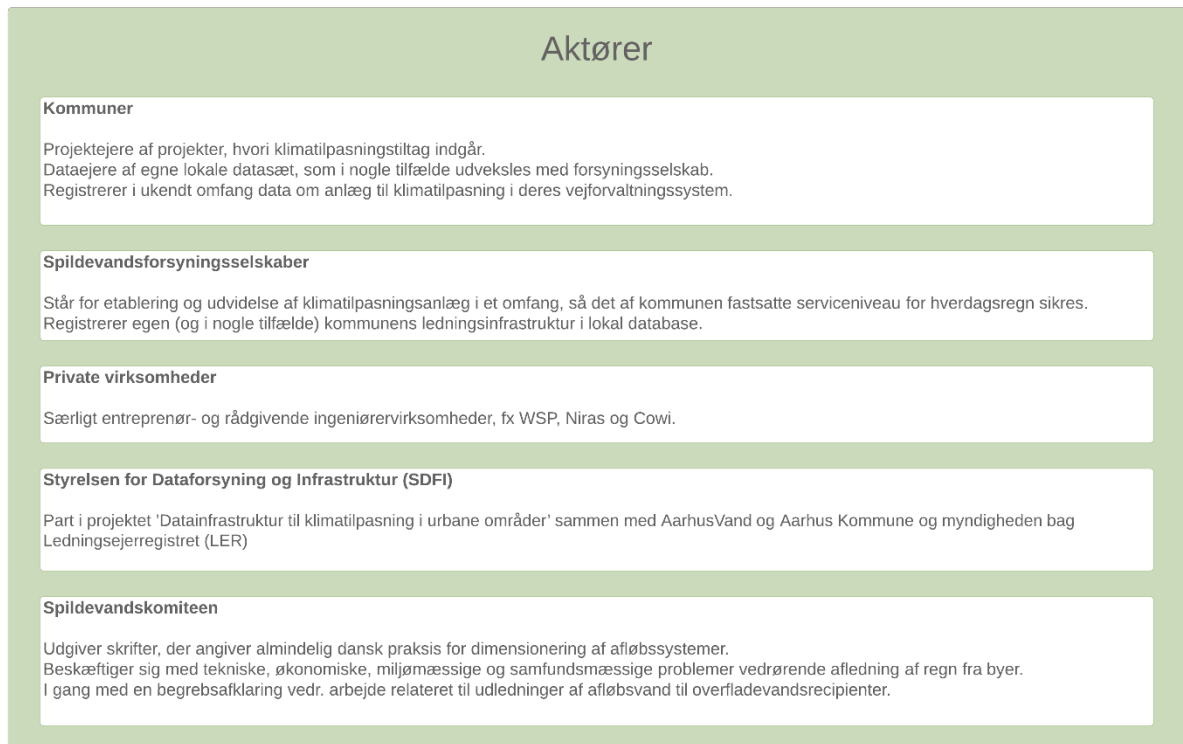 Aktører
Kommuner
Projektejere af projekter, hvori klimatilpasningstiltag indgår.
Dataejere af egne lokale datasæt, som i nogle tilfælde udveksles med forsyningsselskab.
Registrerer i ukendt omfang data om anlæg til klimatilpasning i deres vejforvaltningssystem.
Spildevandsforsyningsselskaber
Står for etablering og udvidelse af klimatilpasningsanlæg i et omfang, så det af kommunen fastsatte serviceniveau for hverdagsregn sikres.
Registrerer egen (og i nogle tilfælde) kommunens ledningsinfrastruktur i lokal database.
Private virksomheder
Særligt entreprenør- og rådgivende ingeniørervirksomheder, fx WSP, Niras og Cowi.
Styrelsen for Dataforsyning og Infrastruktur (SDFI)
Part i projektet 'Datainfrastruktur til klimatilpasning i urbane områder’ sammen med AarhusVand og Aarhus Kommune og myndigheden bag
Ledningsejerregistret (LER)
Spildevandskomiteen
Udgiver skrifter, der angiver almindelig dansk praksis for dimensionering af afløbssystemer.
Beskæftiger sig med tekniske, økonomiske, miljømæssige og samfundsmæssige problemer vedrørende afledning af regn fra byer.
I gang med en begrebsafklaring vedr. arbejde relateret til udledninger af afløbsvand til overfladevandsrecipienter.